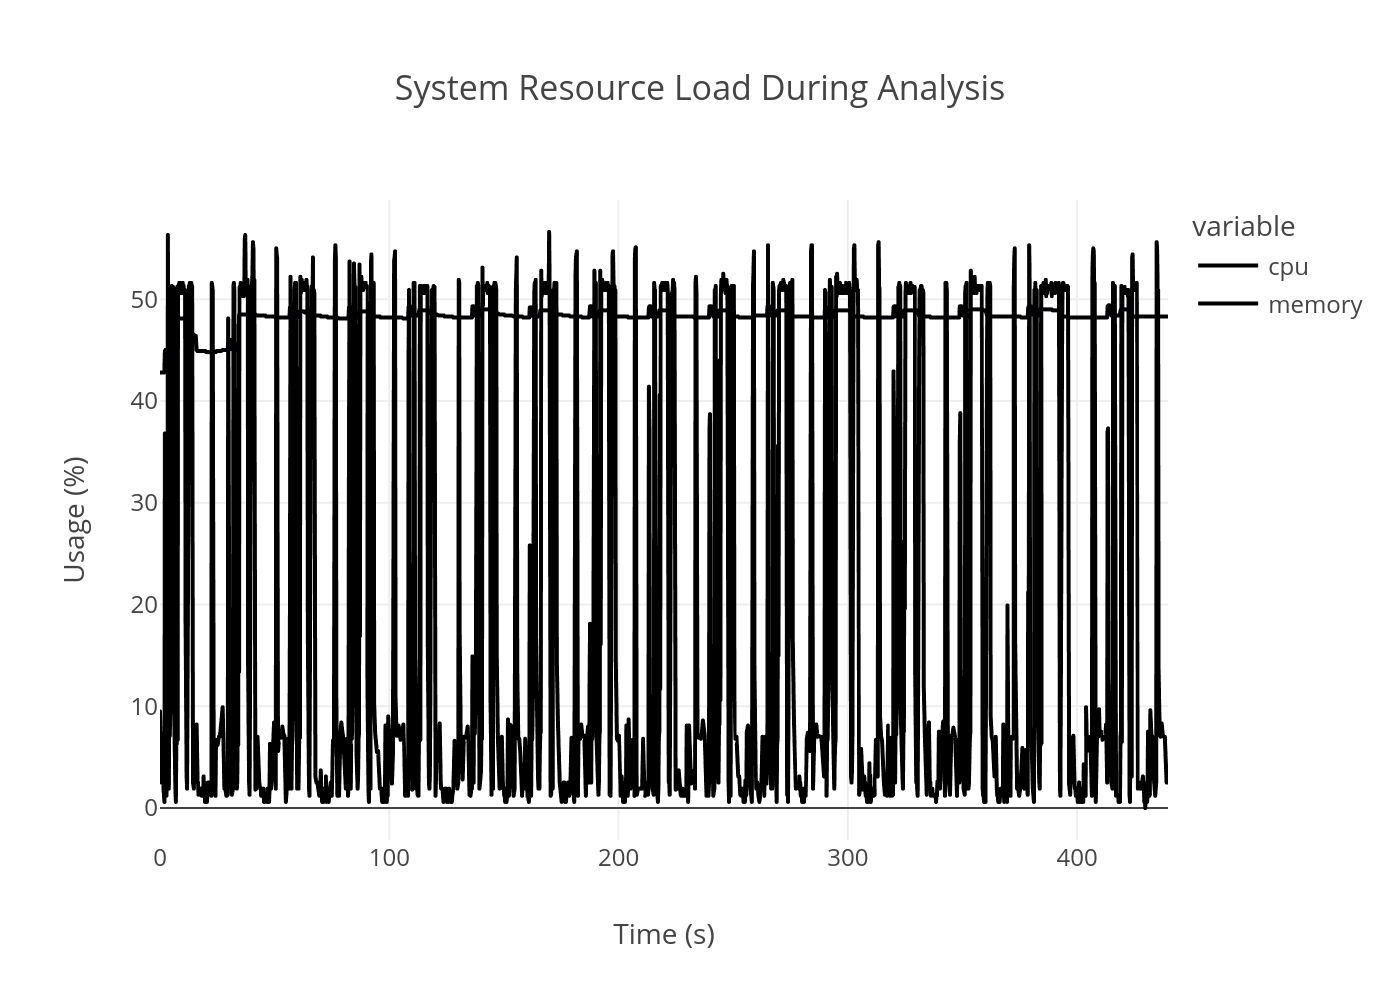 System Resource Load During Analysis
variable
cpu
memory
50
40
30
20
10
0
Usage (%)
0 100 200 300 400
Time (s)